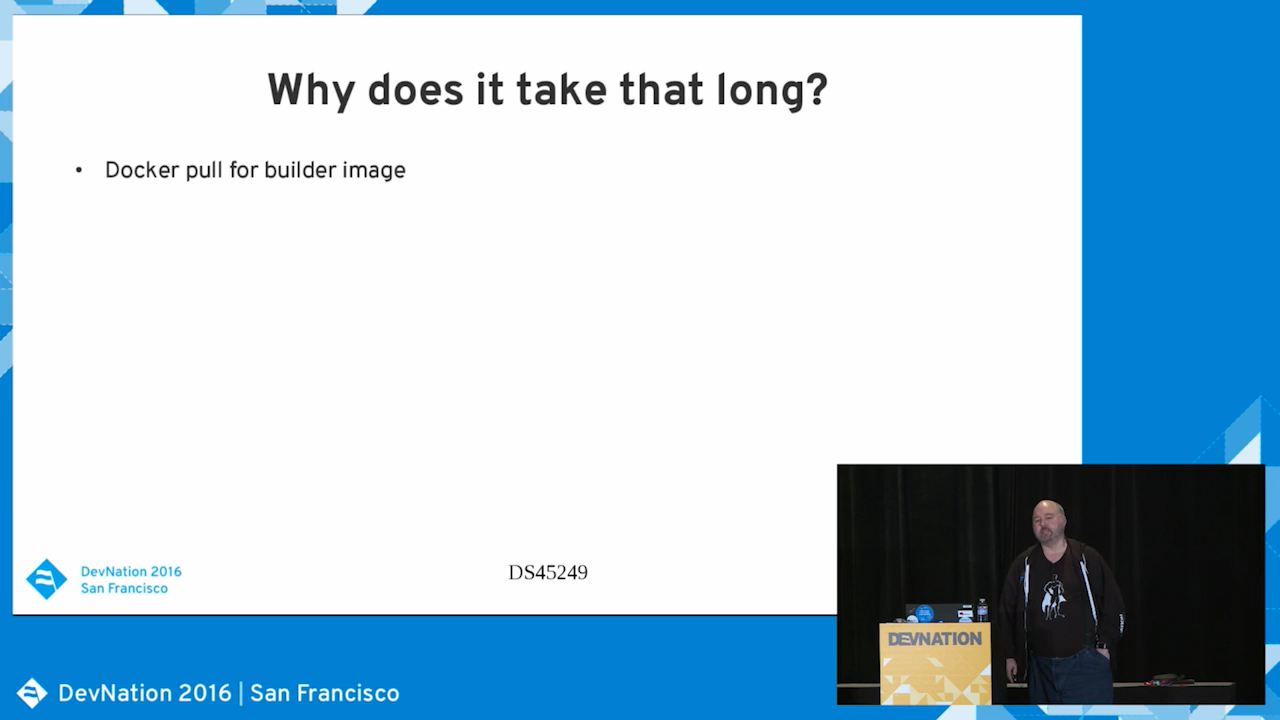 Why does it take that long?
• Docker pull for builder image
DevNation 2016
San Francisco
DS45249
DEVNATION
DevNation 2016 | San Francisco